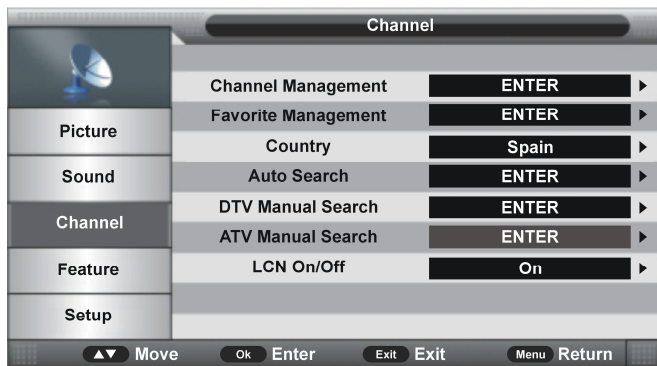 Channel
Channel Management ENTER
Favorite Management ENTER
Picture
Country Spain
Sound
Auto Search ENTER
DTV Manual Search ENTER
Channel
ATV Manual Search ENTER
Feature
LCN On/Off On
Setup
▲▼ Move Ok Enter Exit Exit Menu Return